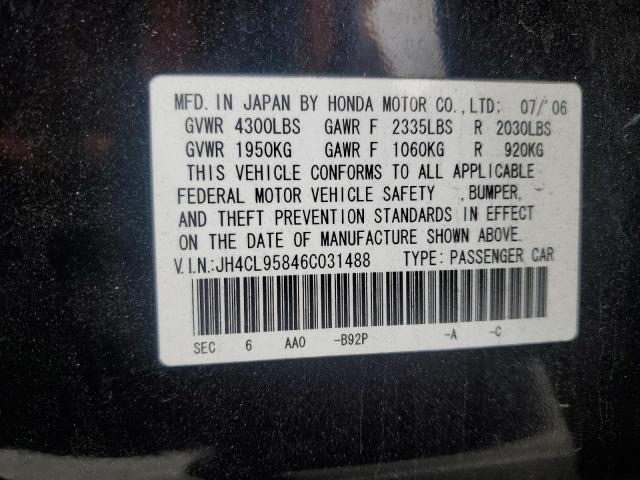 MFD. IN JAPAN BY HONDA MOTOR CO., LTD: 07/'06
GVWR 4300LBS GAWR F 2335LBS R 2030LBS
GVWR 1950KG GAWR F 1060KG R 920KG
THIS VEHICLE CONFORMS TO ALL APPLICABLE
FEDERAL MOTOR VEHICLE SAFETY , BUMPER,
AND THEFT PREVENTION STANDARDS IN EFFECT
ON THE DATE OF MANUFACTURE SHOWN ABOVE.
V.I.N:JH4CL95846C031488 TYPE: PASSENGER CAR
SEC 6 AAO -B92P -A -C